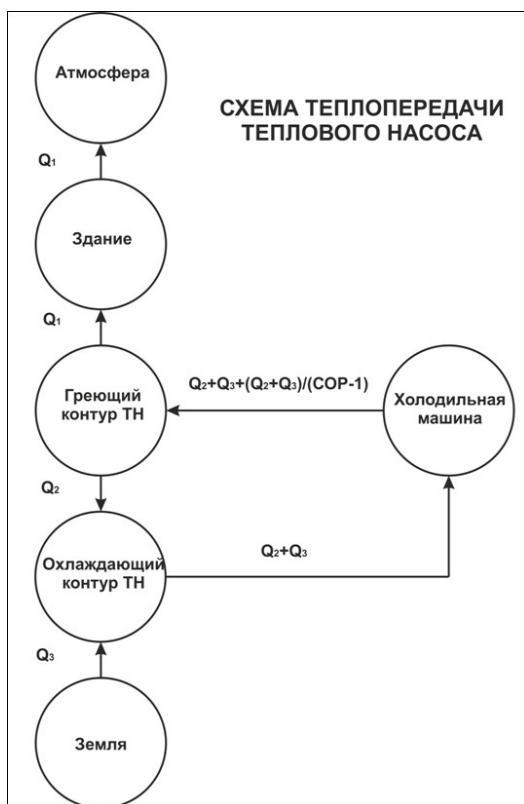 Атмосфера
СХЕМА ТЕПЛОПЕРЕДАЧИ
ТЕПЛОВОГО НАСОСА
Q₁
Здание
Q₁
Греющий
контур ТН
Q₂+Q₃+(Q₂+Q₃)/(COP-1)
Холодильная
машина
Q₂
Охлаждающий
контур ТН
Q₂+Q₃
Q₃
Земля